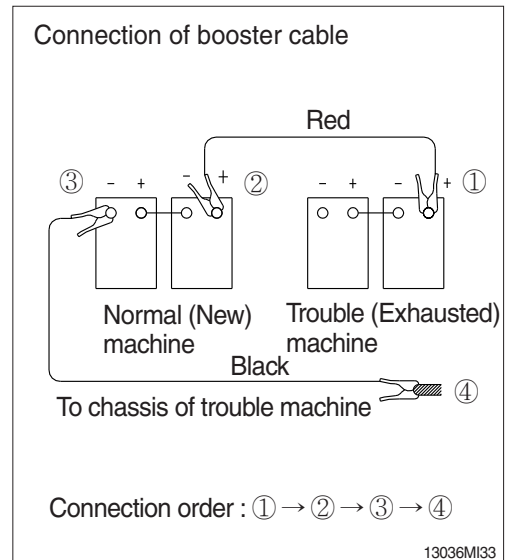 Connection of booster cable
Red
③ - + - + ② - + - + ①
Normal (New)
machine
Trouble (Exhausted)
machine
Black
To chassis of trouble machine ④
Connection order : ① → ② → ③ → ④
13036MI33